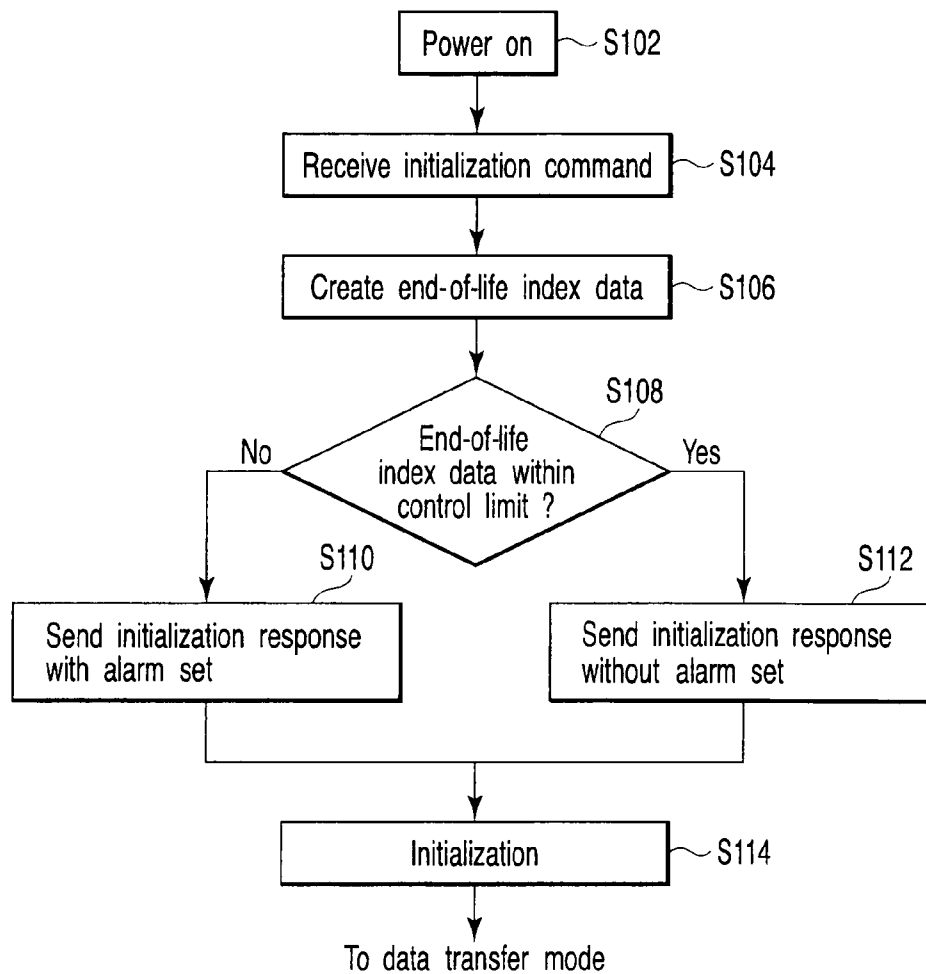 Power on
S102
Receive initialization command
S104
Create end-of-life index data
S106
S108
End-of-life
index data within
control limit ?
No
Yes
S110
Send initialization response
with alarm set
S112
Send initialization response
without alarm set
Initialization
S114
To data transfer mode